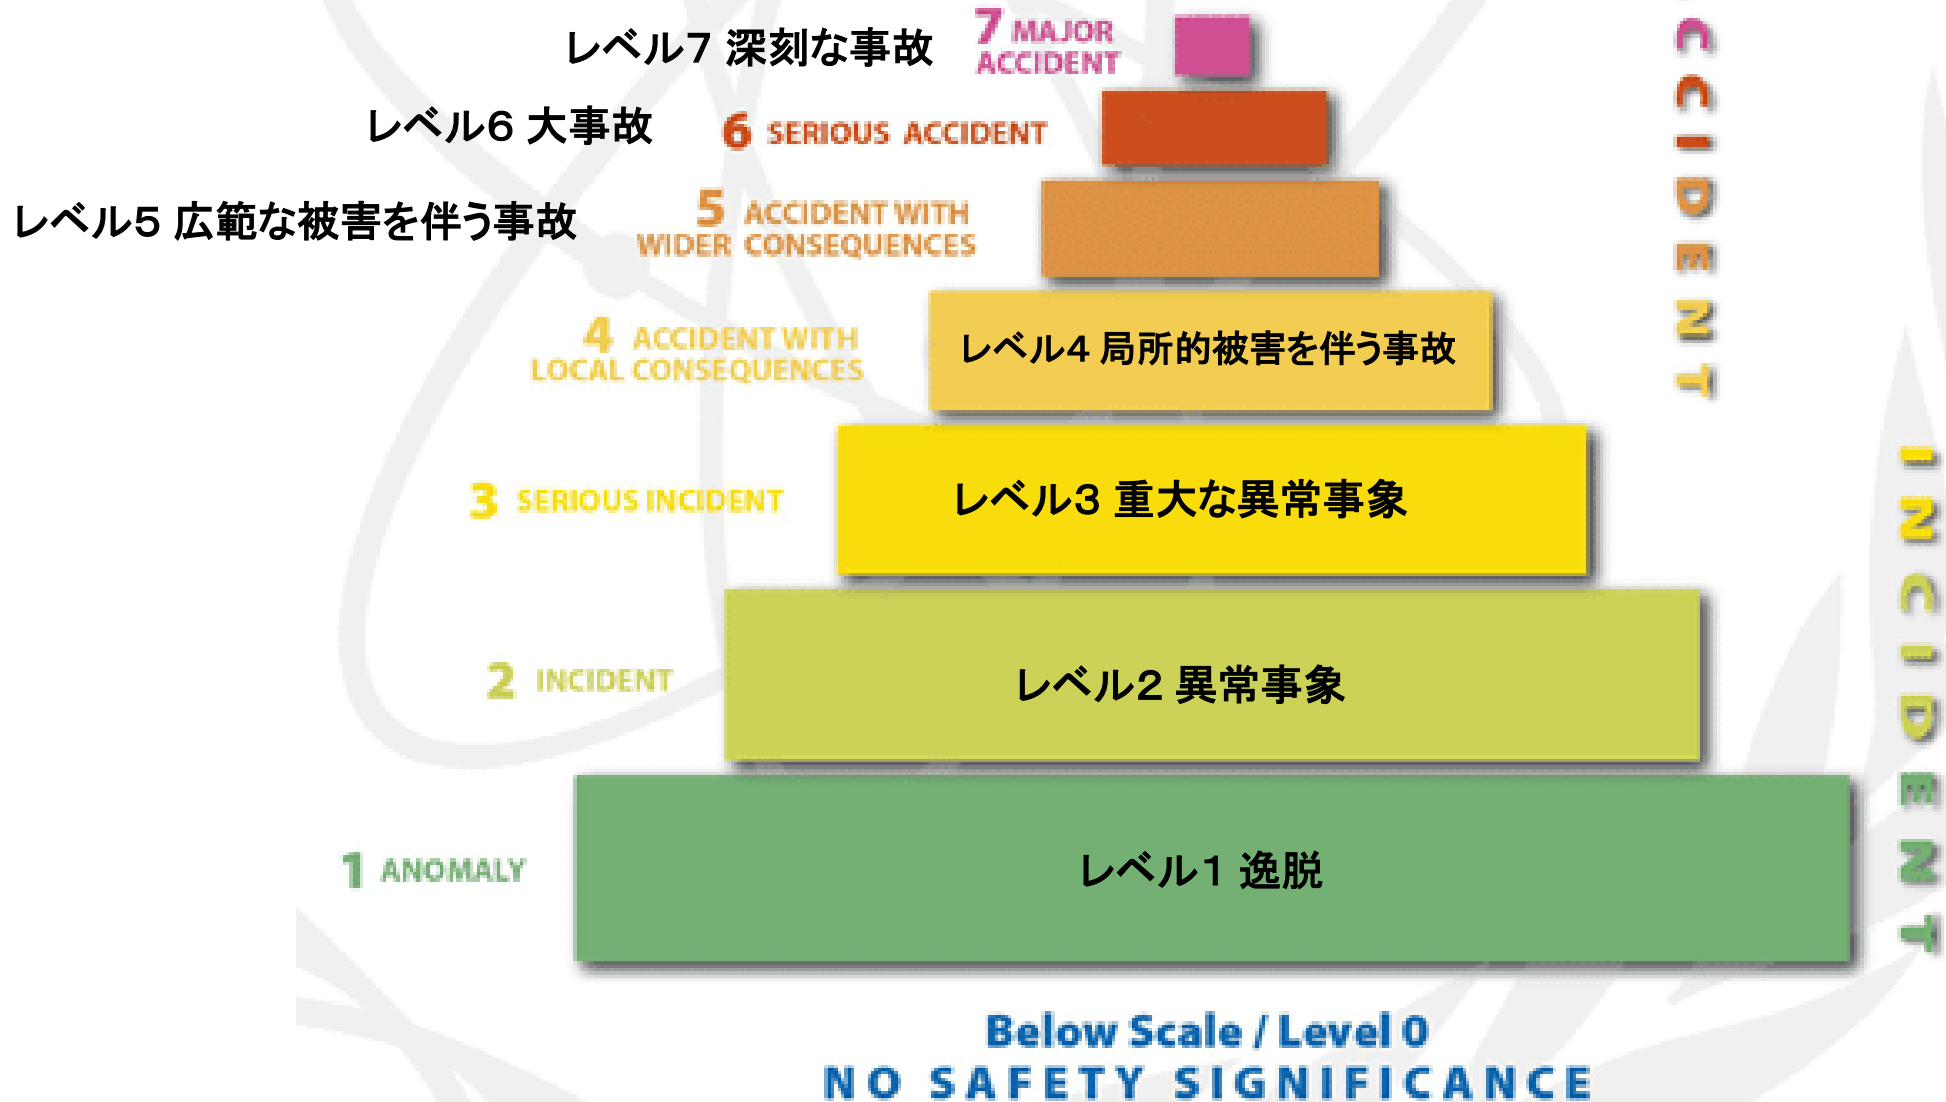 レベル7 深刻な事故
7 MAJOR
ACCIDENT
レベル6 大事故
6 SERIOUS ACCIDENT
レベル5 広範な被害を伴う事故
5 ACCIDENT WITH
WIDER CONSEQUENCES
4 ACCIDENT WITH
LOCAL CONSEQUENCES
レベル4 局所的被害を伴う事故
3 SERIOUS INCIDENT
レベル3 重大な異常事象
2 INCIDENT
レベル2 異常事象
1 ANOMALY
レベル1 逸脱
CCIDENT
INCIDENT
Below Scale / Level 0
NO SAFETY SIGNIFICANCE